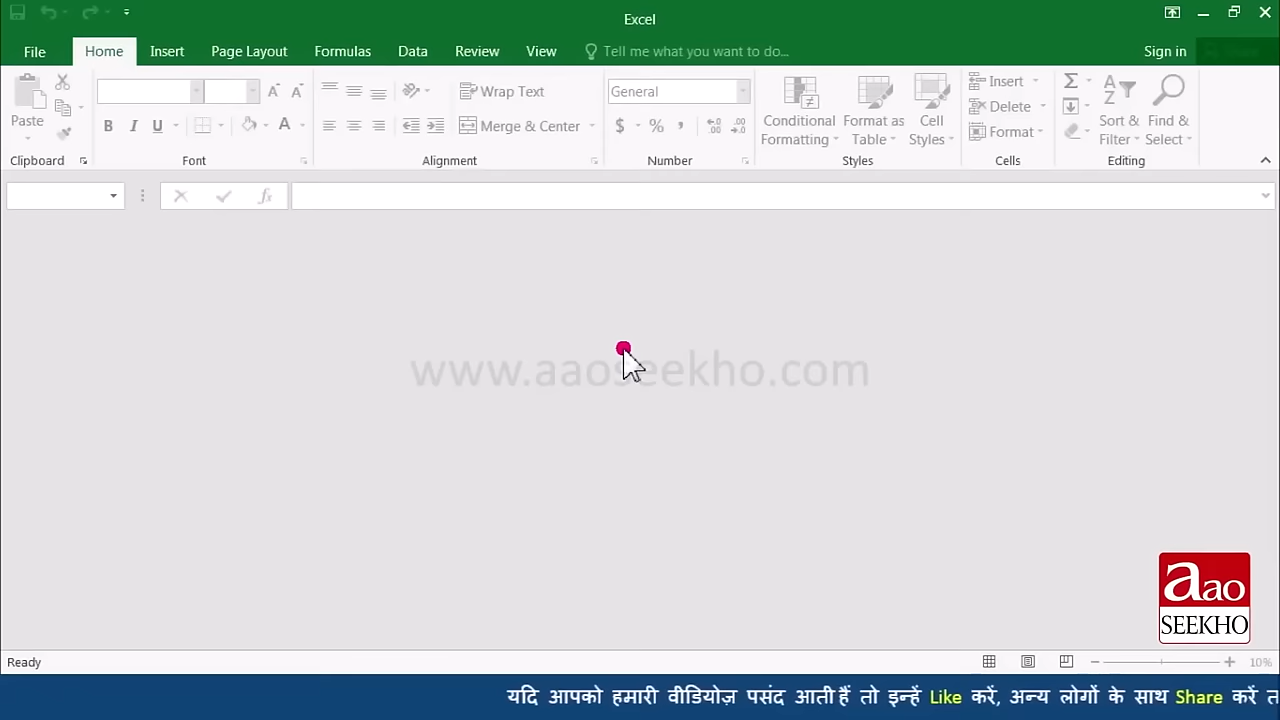 Excel
File Home Insert Page Layout Formulas Data Review View Tell me what you want to do... Sign in
Paste
B I U
Wrap Text
Merge & Center
General
$ % ,
Conditional Formatting
Format as Table
Cell Styles
Insert
Delete
Format
Sort & Filter
Find & Select
Clipboard Font Alignment Number Styles Cells Editing
fx
www.aaoseekho.com
aao
SEEKHO
Ready 10%
यदि आपको हमारी वीडियोज़ पसंद आती हैं तो इन्हें Like करें, अन्य लोगों के साथ Share करें त